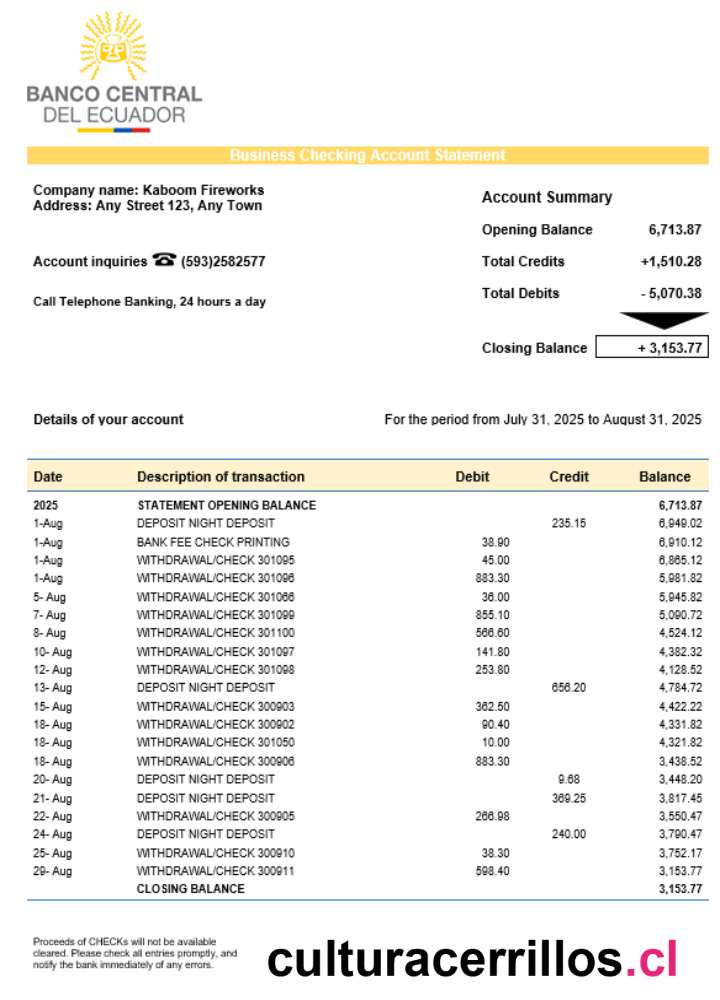 BANCO CENTRAL
DEL ECUADOR
Business Checking Account Statement
Company name: Kaboom Fireworks
Address: Any Street 123, Any Town
Account inquiries ☎ (593)2582577
Call Telephone Banking, 24 hours a day
Account Summary
Opening Balance 6,713.87
Total Credits +1,510.28
Total Debits - 5,070.38
Closing Balance + 3,153.77
Details of your account For the period from July 31, 2025 to August 31, 2025
Date Description of transaction Debit Credit Balance
2025 STATEMENT OPENING BALANCE 6,713.87
1-Aug DEPOSIT NIGHT DEPOSIT 235.15 6,949.02
1-Aug BANK FEE CHECK PRINTING 38.90 6,910.12
1-Aug WITHDRAWAL/CHECK 301095 45.00 6,865.12
1-Aug WITHDRAWAL/CHECK 301096 883.30 5,981.82
5- Aug WITHDRAWAL/CHECK 301066 36.00 5,945.82
7- Aug WITHDRAWAL/CHECK 301099 855.10 5,090.72
8- Aug WITHDRAWAL/CHECK 301100 566.60 4,524.12
10- Aug WITHDRAWAL/CHECK 301097 141.80 4,382.32
12- Aug WITHDRAWAL/CHECK 301098 253.80 4,128.52
13- Aug DEPOSIT NIGHT DEPOSIT 656.20 4,784.72
15- Aug WITHDRAWAL/CHECK 300903 362.50 4,422.22
18- Aug WITHDRAWAL/CHECK 300902 90.40 4,331.82
18- Aug WITHDRAWAL/CHECK 301050 10.00 4,321.82
18- Aug WITHDRAWAL/CHECK 300906 883.30 3,438.52
20- Aug DEPOSIT NIGHT DEPOSIT 9.68 3,448.20
21- Aug DEPOSIT NIGHT DEPOSIT 369.25 3,817.45
22- Aug WITHDRAWAL/CHECK 300905 266.98 3,550.47
24- Aug DEPOSIT NIGHT DEPOSIT 240.00 3,790.47
25- Aug WITHDRAWAL/CHECK 300910 38.30 3,752.17
29- Aug WITHDRAWAL/CHECK 300911 598.40 3,153.77
CLOSING BALANCE 3,153.77
Proceeds of CHECKs will not be available
cleared. Please check all entries promptly, and
notify the bank immediately of any errors.
culturacerrillos.cl